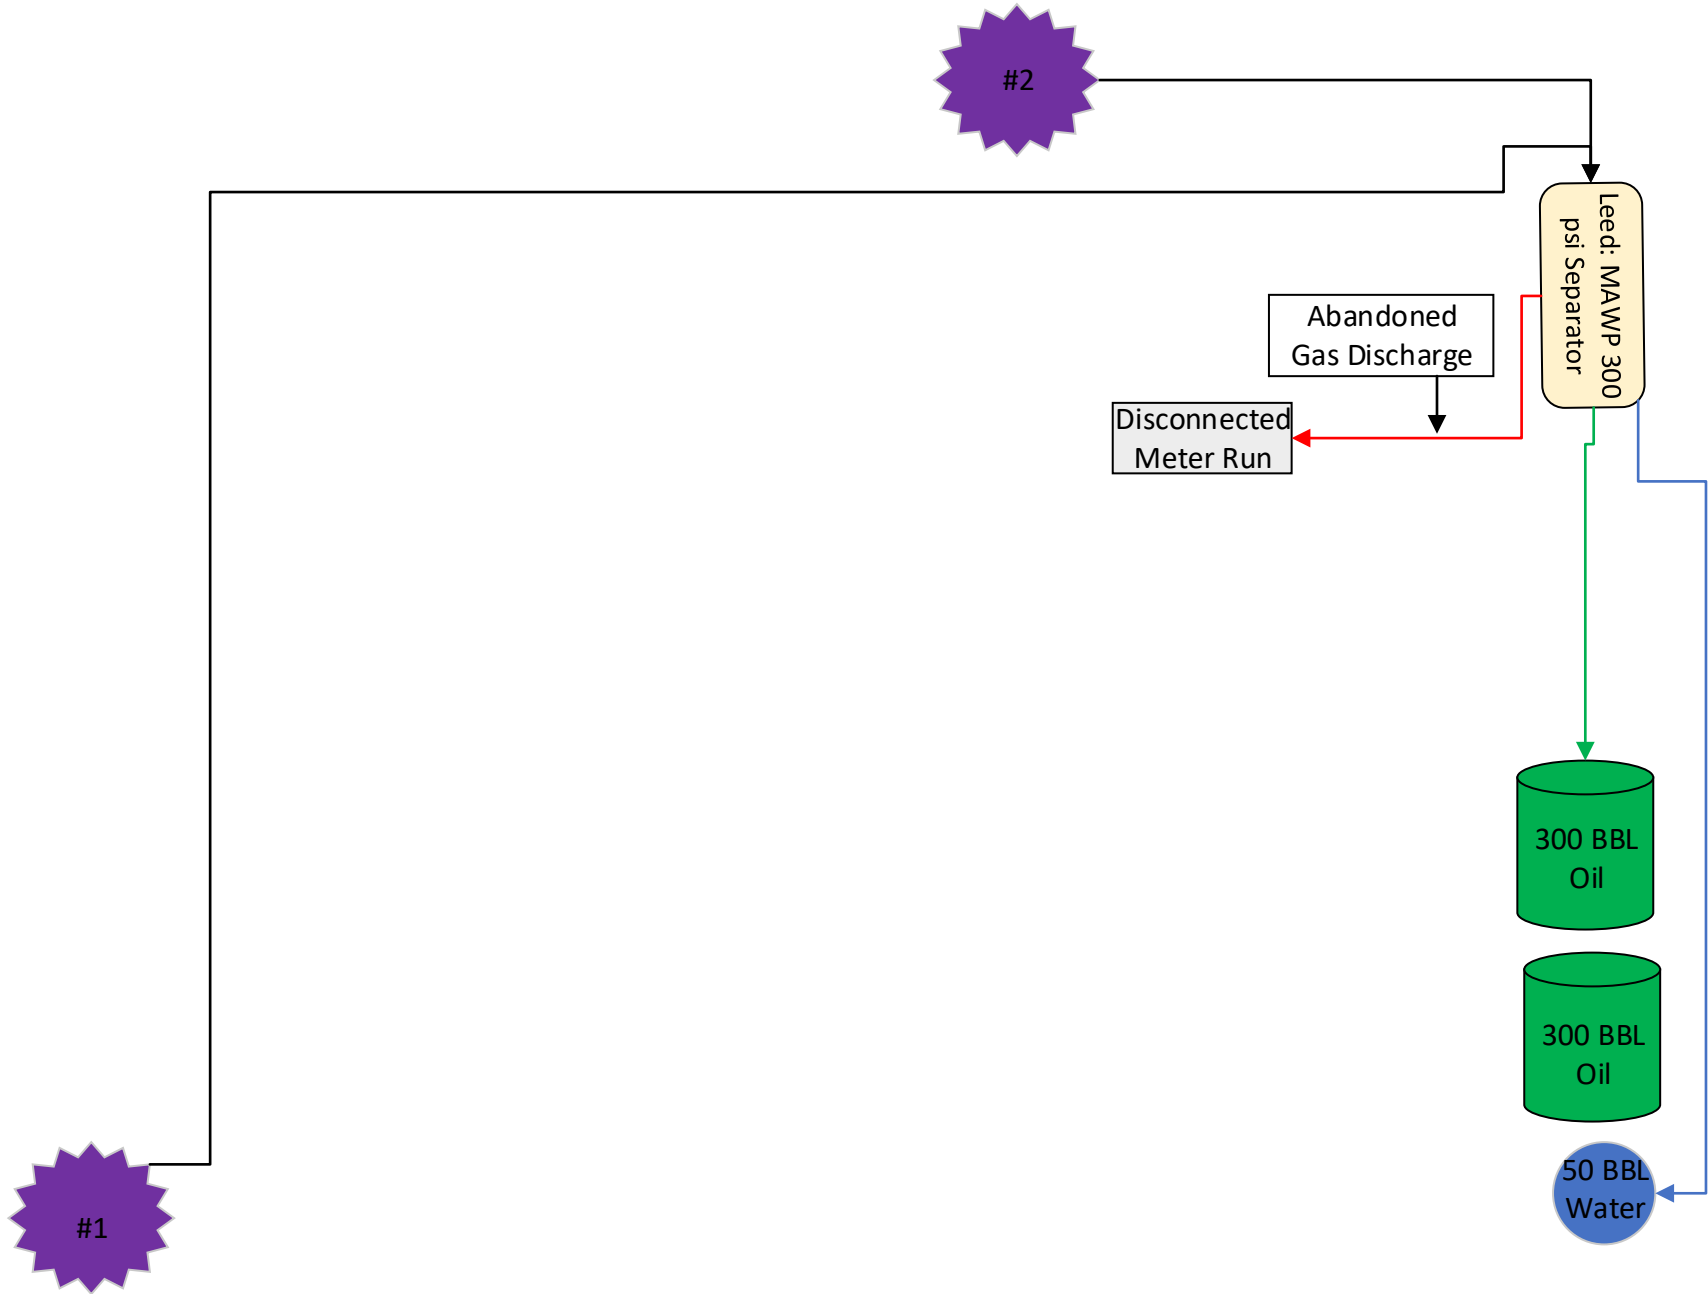 #2
Leed: MAWP 300
psi Separator
Abandoned
Gas Discharge
Disconnected
Meter Run
300 BBL
Oil
300 BBL
Oil
50 BBL
Water
#1